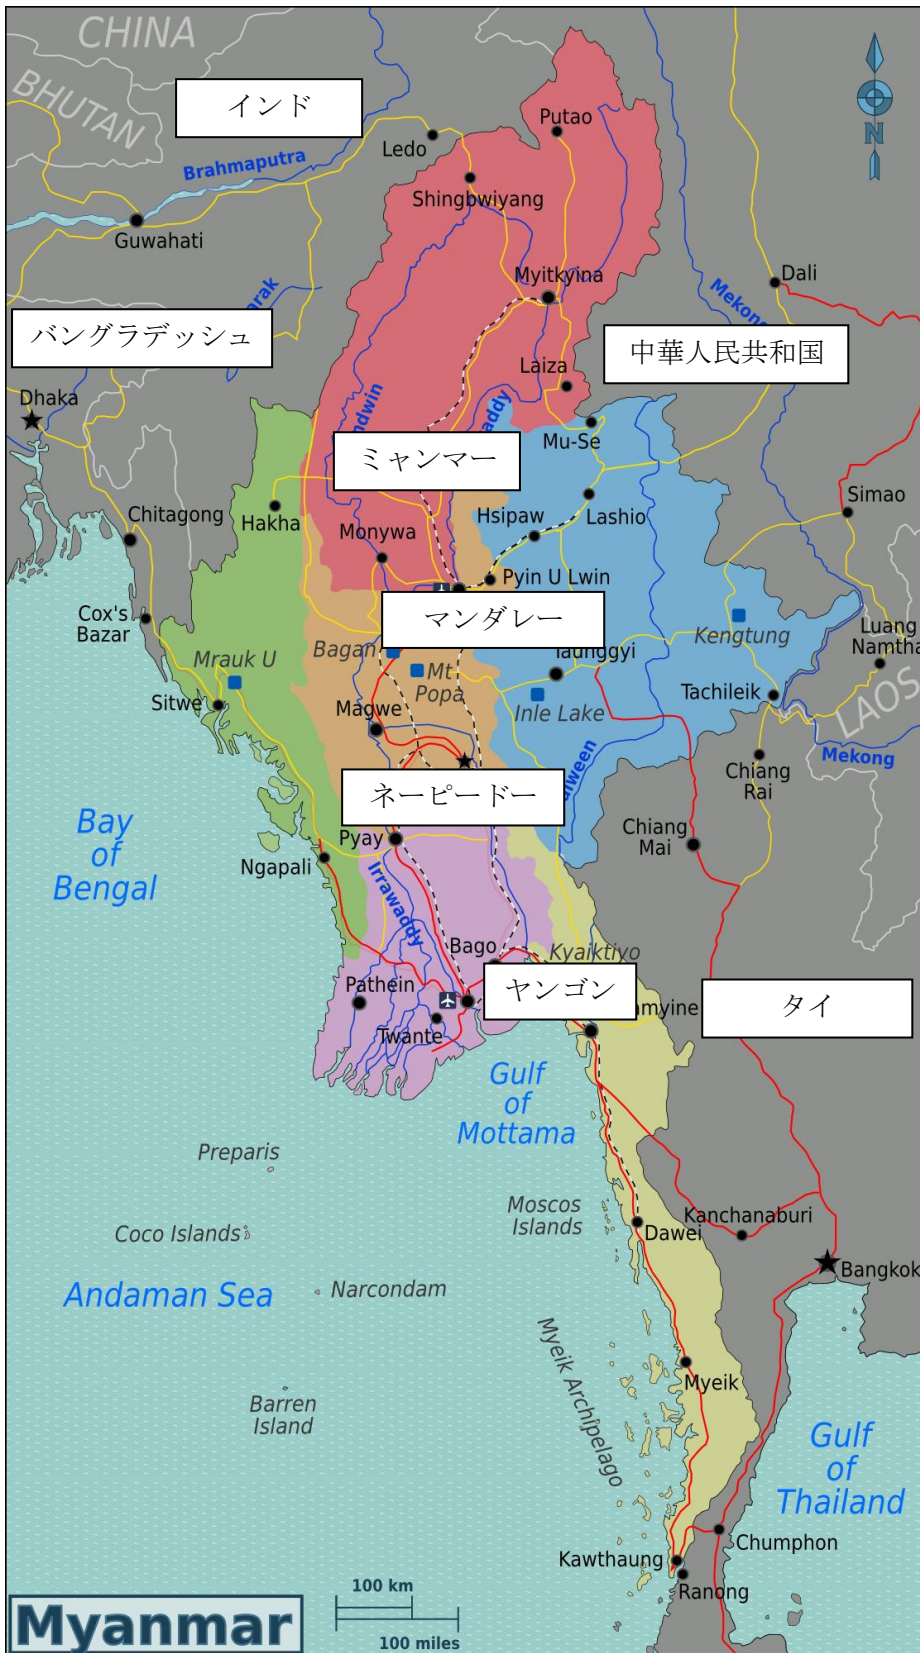 CHINA
BHUTAN
インド
Putao
Ledo
Brahmaputra
Shingbwiyang
Guwahati
Myitkyina
Dali
Mekong
バングラデッシュ
中華人民共和国
Laiza
Dhaka
Mu-Se
ミャンマー
Simao
Hakha
Chitagong
Hsipaw
Lashio
Monywa
Pyin U Lwin
マンダレー
Cox's
Bazar
Kengtung
Luang
Namtha
Bagan
Mrauk U
Mt
Popa
Taunggyi
Sitwe
Magwe
Inle Lake
Tachileik
LAOS
Mekong
Chiang
Rai
ネーピードー
Bay
of
Bengal
Pyay
Chiang
Mai
Ngapali
Irrawaddy
Bago
Kyaiktiyo
Pathein
ヤンゴン
タイ
Twante
Gulf
of
Mottama
Preparis
Moscos
Islands
Coco Islands
Kanchanaburi
Dawei
Bangkok
Andaman Sea
Narcondam
Myeik Archipelago
Myeik
Barren
Island
Gulf
of
Thailand
Chumphon
Kawthaung
Ranong
N
100 km
100 miles
Myanmar